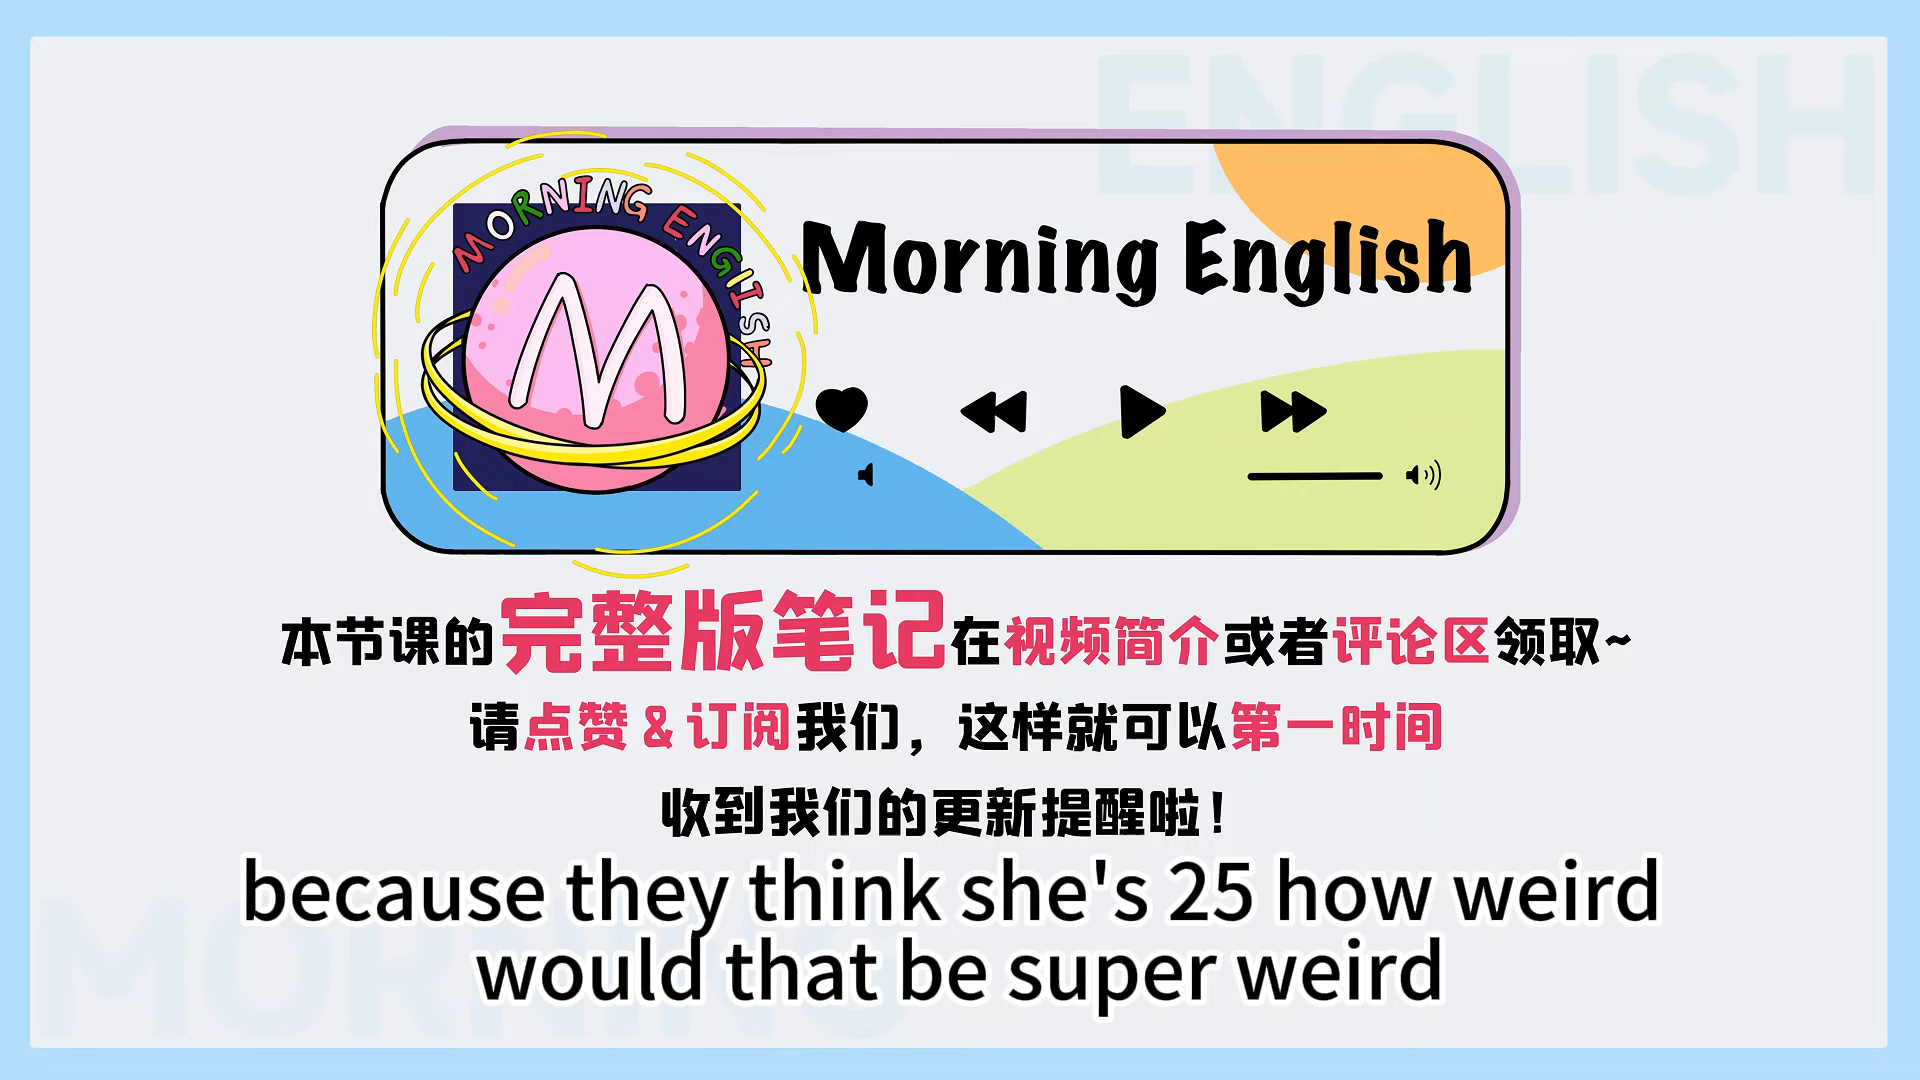 ENGLISH
MORNING ENGLISH
M
Morning English
本节课的完整版笔记在视频简介或者评论区领取~
请点赞&订阅我们，这样就可以第一时间
收到我们的更新提醒啦！
because they think she's 25 how weird
would that be super weird
MORNING